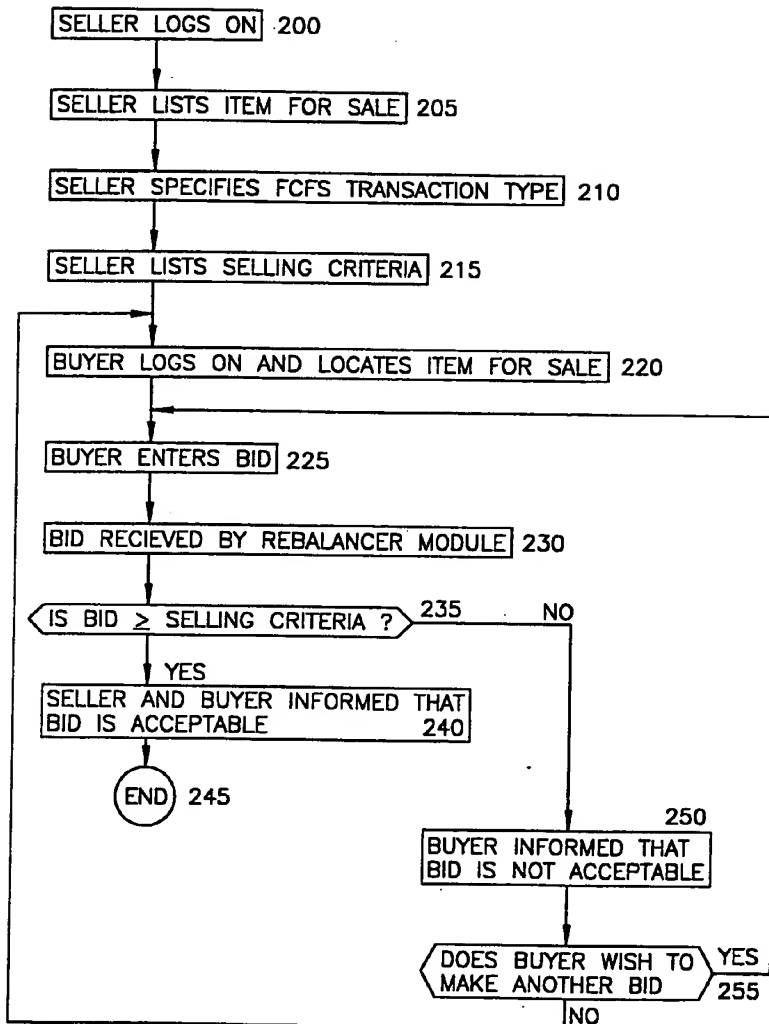 SELLER LOGS ON 200
SELLER LISTS ITEM FOR SALE 205
SELLER SPECIFIES FCFS TRANSACTION TYPE 210
SELLER LISTS SELLING CRITERIA 215
BUYER LOGS ON AND LOCATES ITEM FOR SALE 220
BUYER ENTERS BID 225
BID RECIEVED BY REBALANCER MODULE 230
IS BID ≥ SELLING CRITERIA ? 235 NO
YES
SELLER AND BUYER INFORMED THAT
BID IS ACCEPTABLE 240
END 245
250
BUYER INFORMED THAT
BID IS NOT ACCEPTABLE
DOES BUYER WISH TO YES
MAKE ANOTHER BID 255
NO